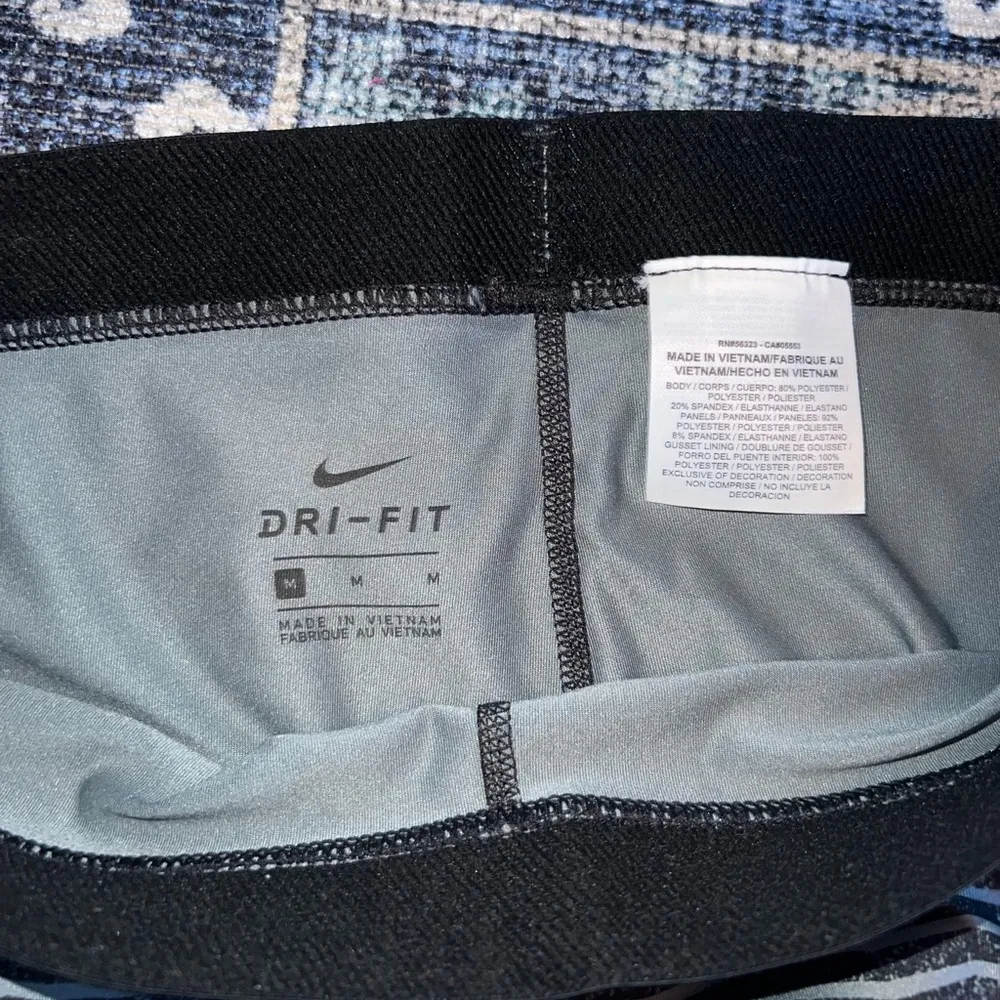 DRI-FIT
M M M
MADE IN VIETNAM
FABRIQUE AU VIETNAM
RN#56323 - CA#05553
MADE IN VIETNAM/FABRIQUE AU
VIETNAM/HECHO EN VIETNAM
BODY / CORPS / CUERPO: 80% POLYESTER /
POLYESTER / POLIESTER
20% SPANDEX / ELASTHANNE / ELASTANO
PANELS / PANNEAUX / PANELES: 92%
POLYESTER / POLYESTER / POLIESTER
8% SPANDEX / ELASTHANNE / ELASTANO
GUSSET LINING / DOUBLURE DE GOUSSET /
FORRO DEL PUENTE INTERIOR: 100%
POLYESTER / POLYESTER / POLIESTER
EXCLUSIVE OF DECORATION / DECORATION
NON COMPRISE / NO INCLUYE LA
DECORACION